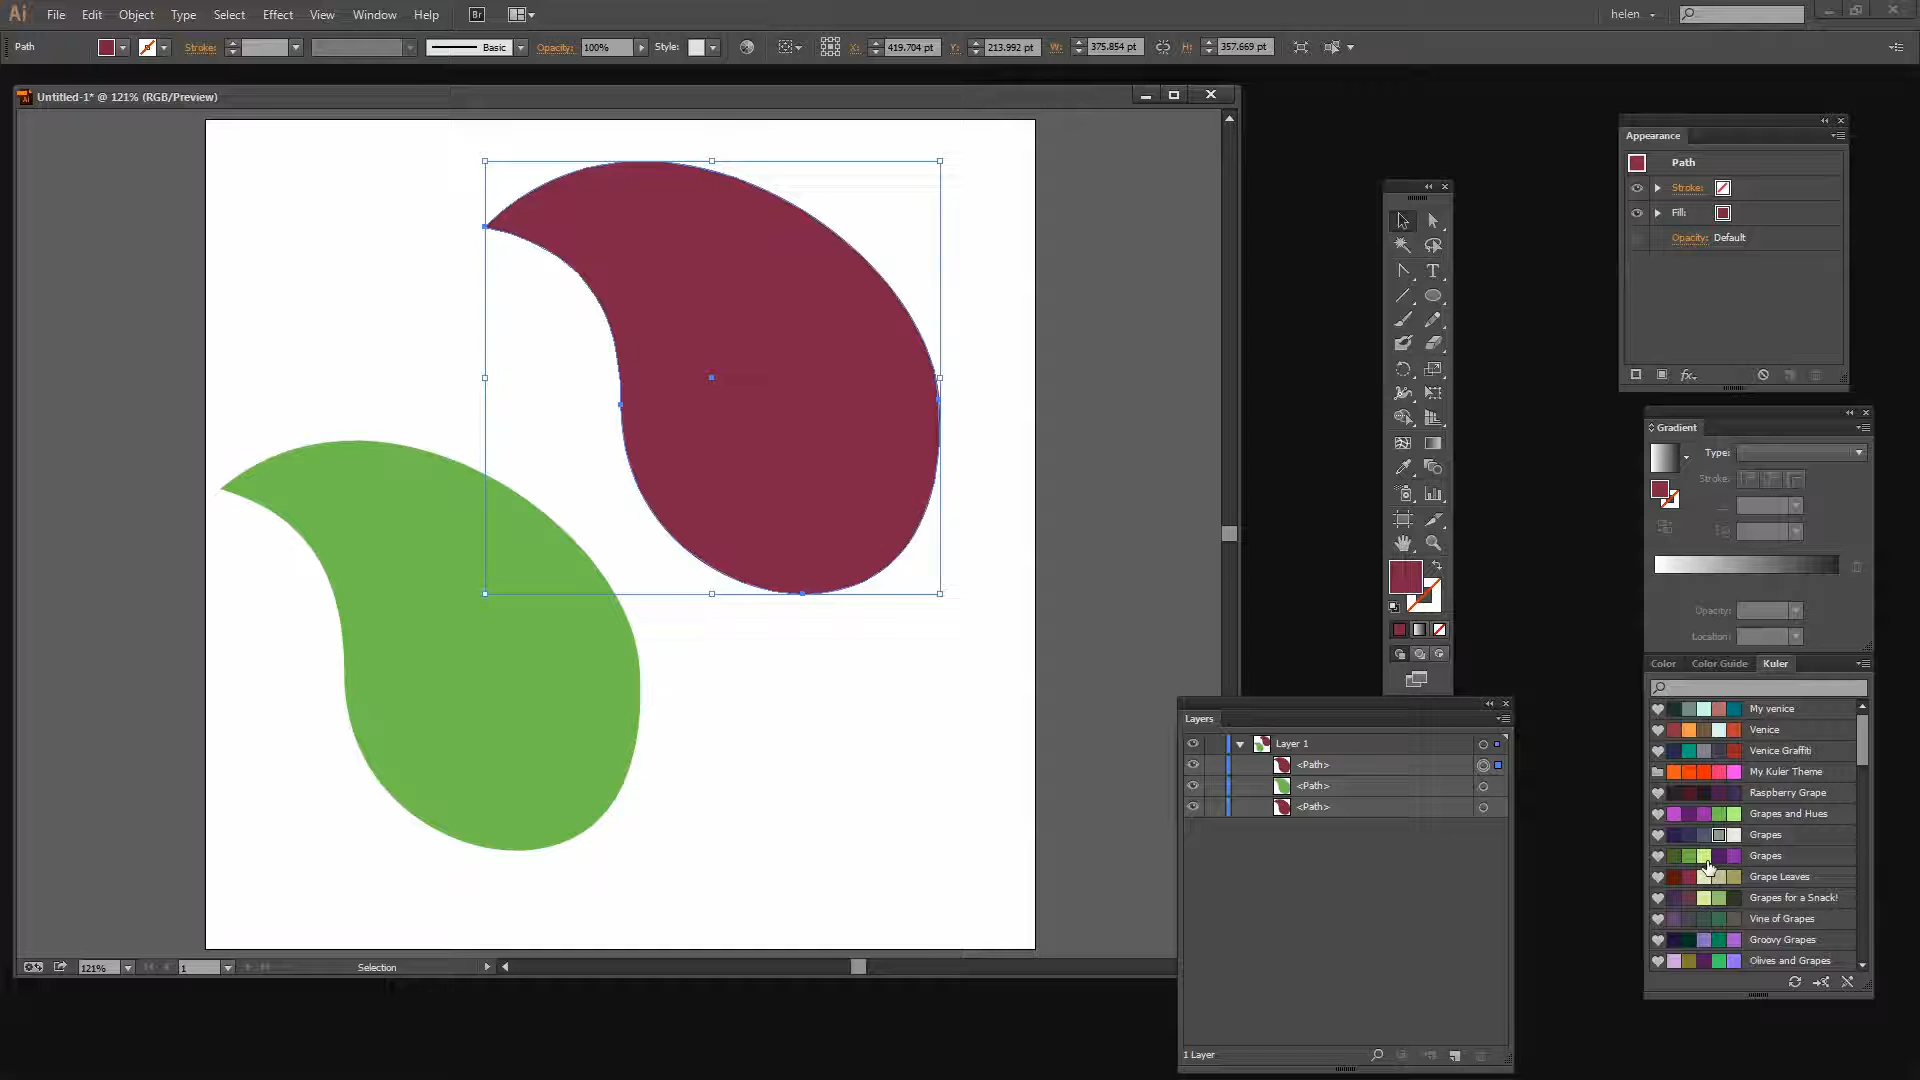 Ai File Edit Object Type Select Effect View Window Help Br helen
Path Stroke: Basic Opacity: 100% Style: X: 419.704 pt Y: 213.992 pt W: 375.854 pt H: 357.669 pt
Untitled-1* @ 121% (RGB/Preview)
Appearance
Path
Stroke:
Fill:
Opacity: Default
fx
T
Gradient
Type:
Stroke:
Opacity:
Location:
Color Color Guide Kuler
My venice
Venice
Venice Graffiti
My Kuler Theme
Raspberry Grape
Grapes and Hues
Grapes
Grapes
Grape Leaves
Grapes for a Snack!
Vine of Grapes
Groovy Grapes
Olives and Grapes
Layers
Layer 1
<Path>
<Path>
<Path>
1 Layer
121% 1 Selection